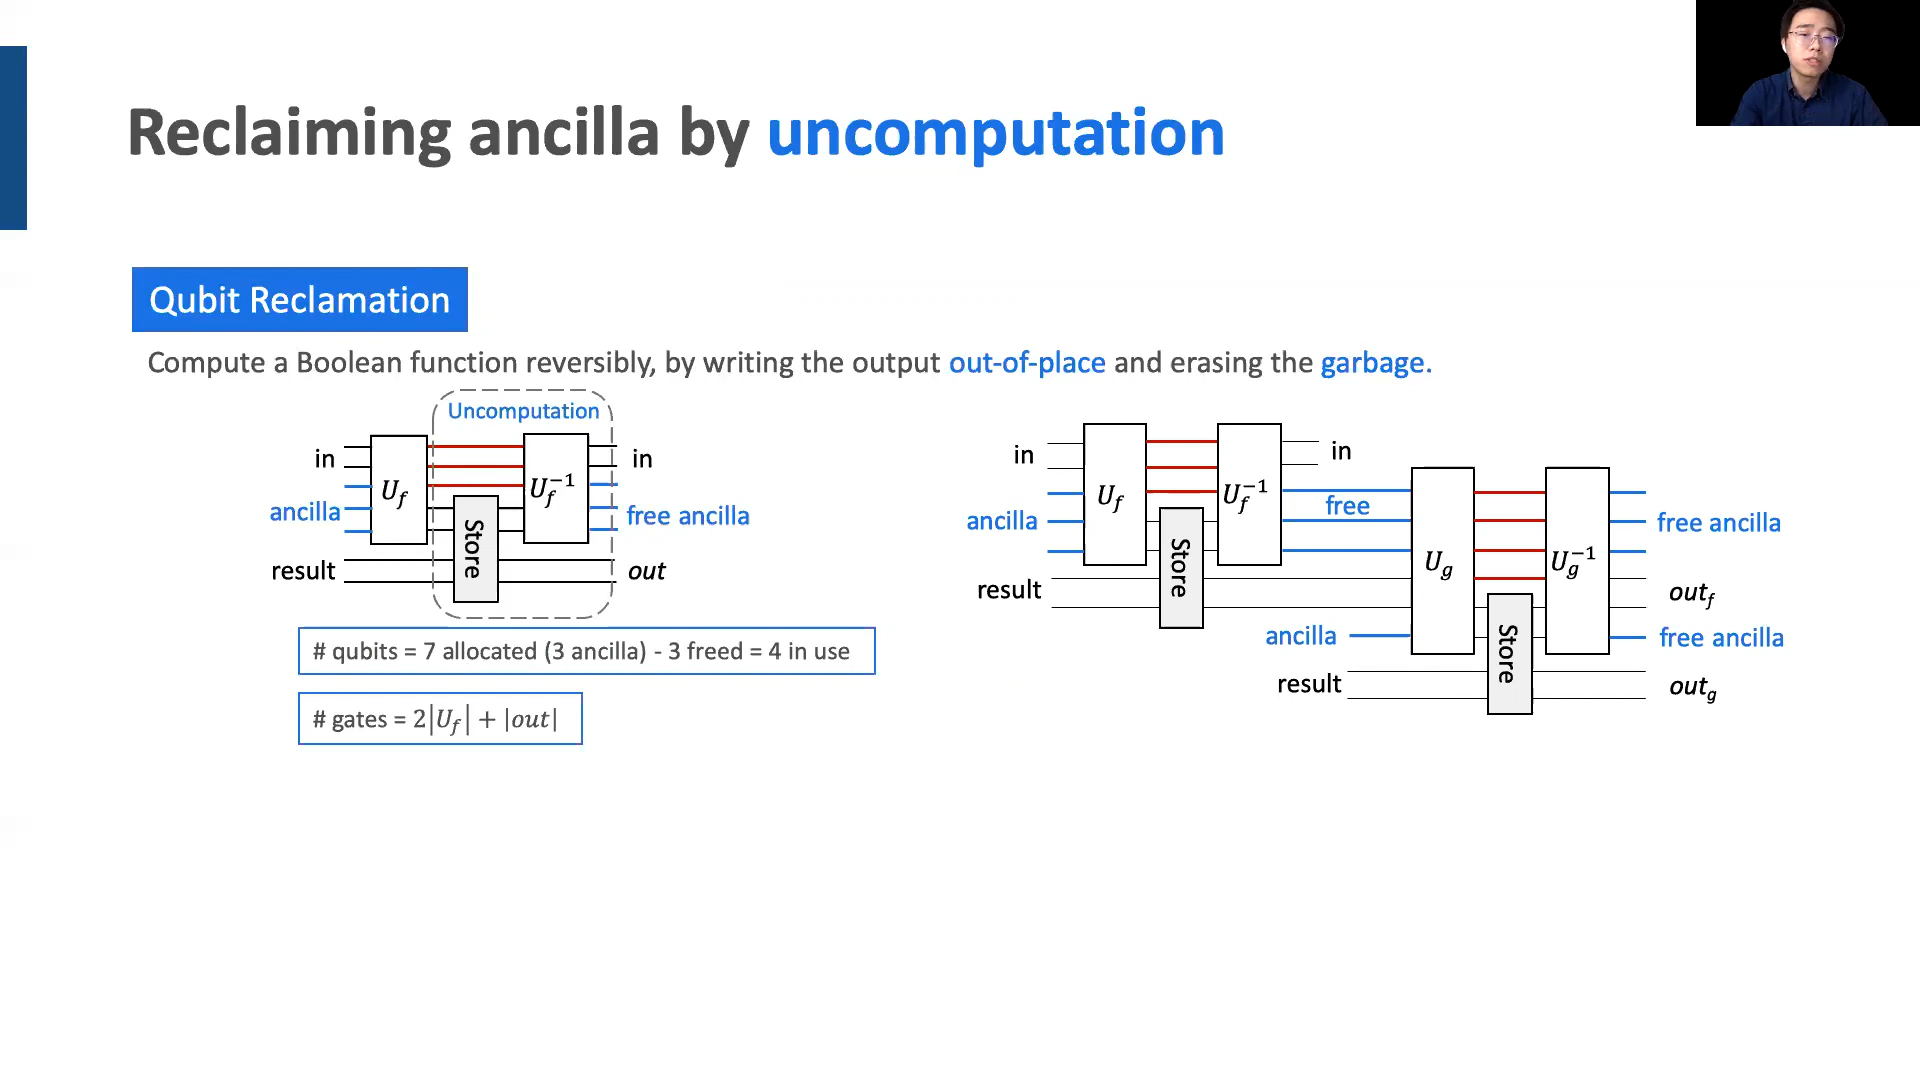 Reclaiming ancilla by uncomputation
Qubit Reclamation
Compute a Boolean function reversibly, by writing the output out-of-place and erasing the garbage.
Uncomputation
in
ancilla
result
U_f
Store
U_f^{-1}
in
free ancilla
out
# qubits = 7 allocated (3 ancilla) - 3 freed = 4 in use
# gates = 2|U_f| + |out|
in
ancilla
result
U_f
Store
U_f^{-1}
in
free
ancilla
result
U_g
Store
U_g^{-1}
free ancilla
out_f
free ancilla
out_g